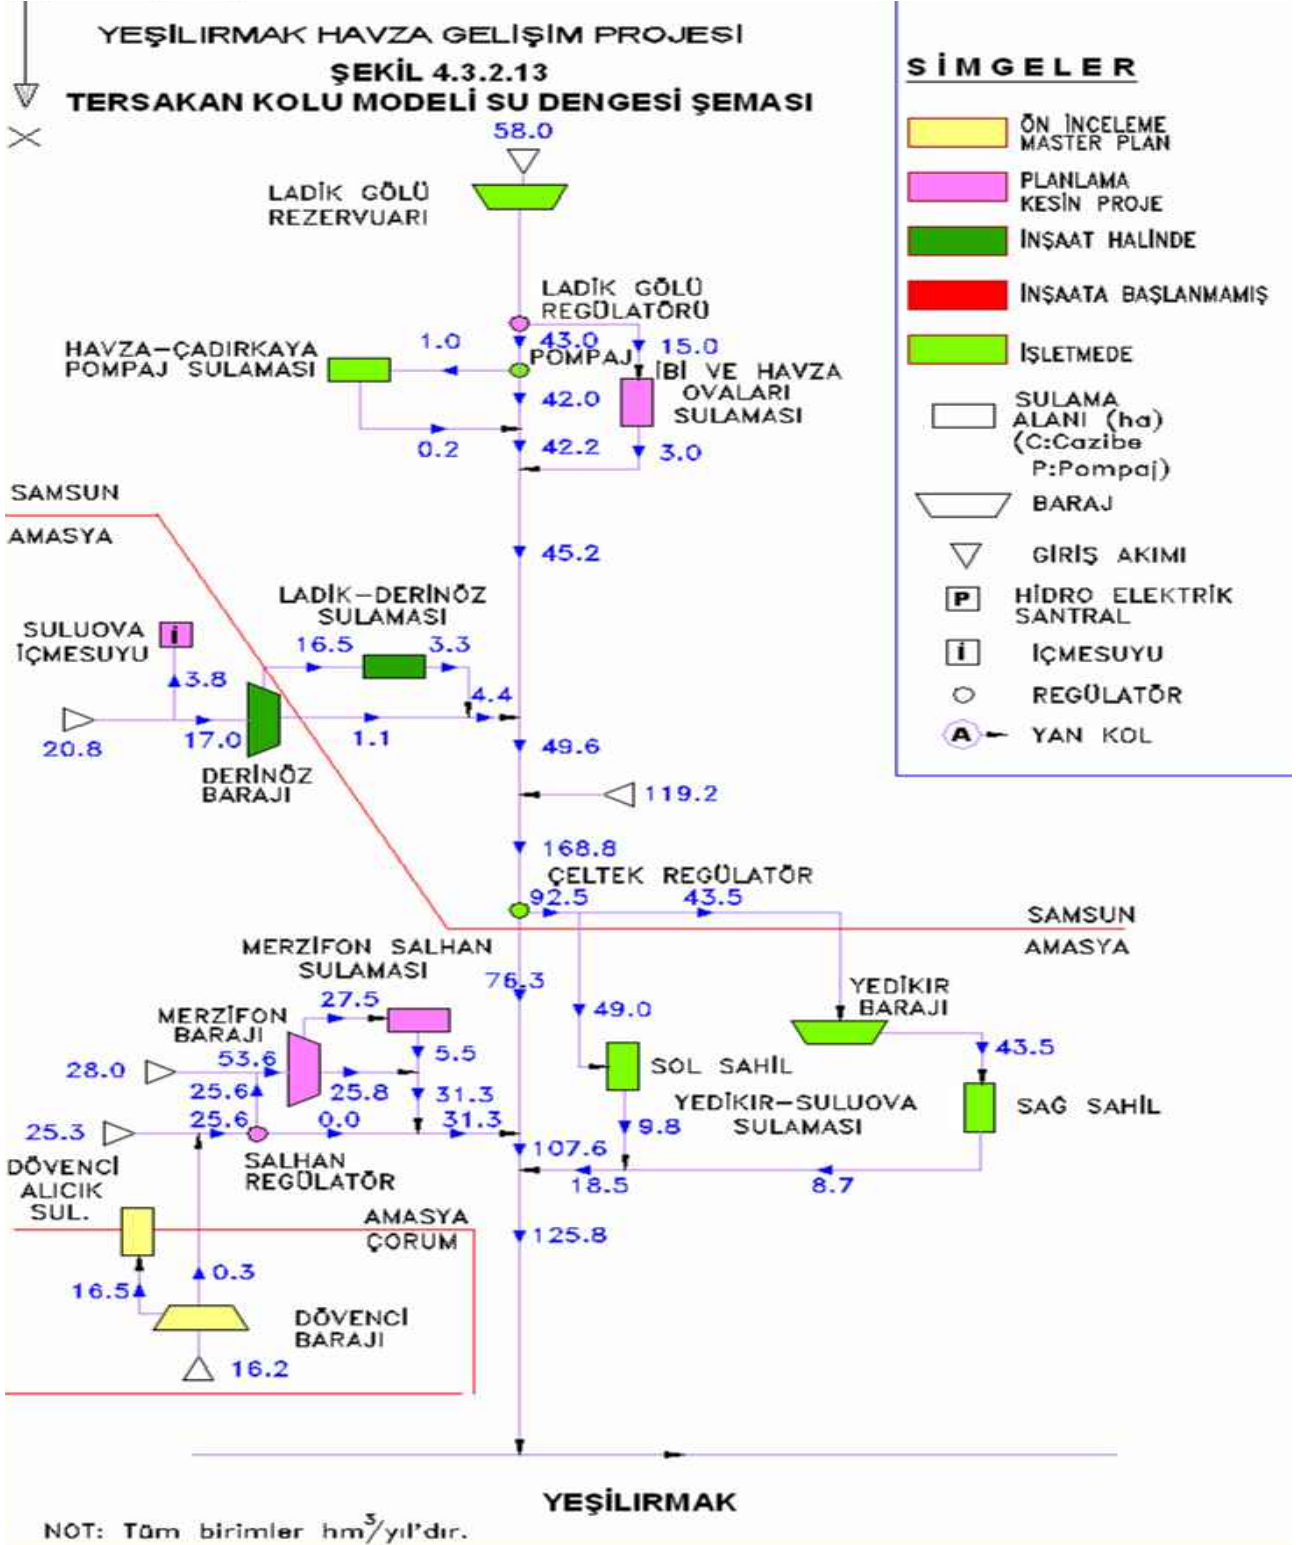 YEŞİLIRMAK HAVZA GELİŞİM PROJESİ
ŞEKİL 4.3.2.13
TERSAKAN KOLU MODELİ SU DENGESİ ŞEMASI
58.0
LADİK GÖLÜ
REZERVUARI
LADİK GÖLÜ
REGÜLATÖRÜ
1.0
43.0
15.0
HAVZA-ÇADIRKAYA
POMPAJ SULAMASI
POMPAJ
İBİ VE HAVZA
OVALARI
SULAMASI
42.0
0.2
42.2
3.0
SAMSUN
AMASYA
45.2
LADİK-DERİNÖZ
SULAMASI
SULUOVA
İÇMESUYU
İ
16.5
3.3
3.8
4.4
20.8
17.0
1.1
49.6
DERİNÖZ
BARAJI
119.2
168.8
ÇELTEK REGÜLATÖR
92.5
43.5
SAMSUN
AMASYA
MERZİFON SALHAN
SULAMASI
76.3
27.5
YEDİKIR
BARAJI
MERZİFON
BARAJI
49.0
5.5
43.5
28.0
53.6
SOL SAHİL
25.6
25.8
31.3
YEDİKIR-SULUOVA
SULAMASI
SAĞ SAHİL
25.3
25.6
0.0
31.3
9.8
107.6
SALHAN
REGÜLATÖR
DÖVENCİ
ALICIK
SUL.
18.5
8.7
AMASYA
ÇORUM
125.8
16.5
0.3
DÖVENCİ
BARAJI
16.2
YEŞİLIRMAK
NOT: Tüm birimler hm³/yıl'dır.
SİMGELER
ÖN İNCELEME
MASTER PLAN
PLANLAMA
KESİN PROJE
İNŞAAT HALİNDE
İNŞAATA BAŞLANMAMIŞ
İŞLETMEDE
SULAMA
ALANI (ha)
(C:Cazibe
P:Pompaj)
BARAJ
GİRİŞ AKIMI
P
HİDRO ELEKTRİK
SANTRAL
İ
İÇMESUYU
REGÜLATÖR
A
YAN KOL